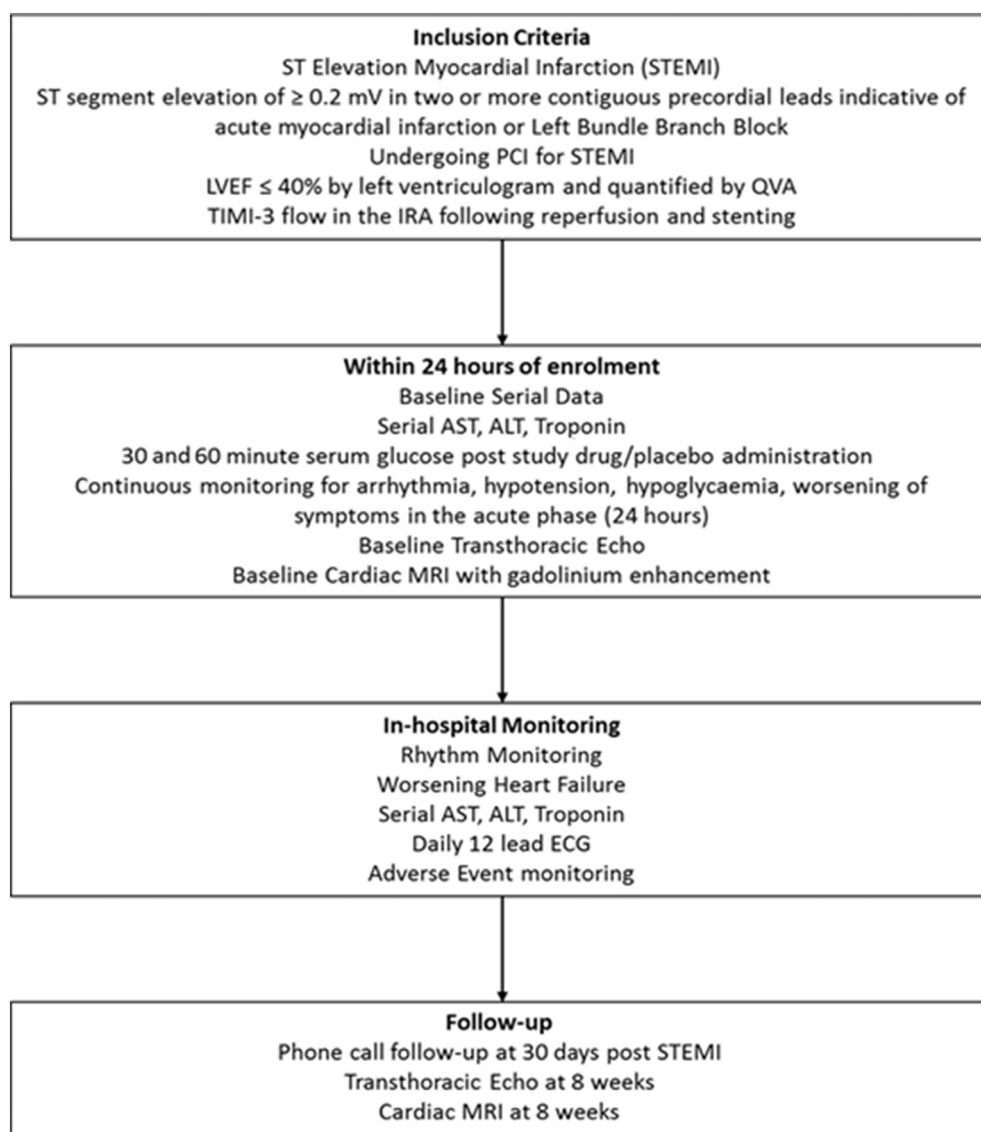 Inclusion Criteria
ST Elevation Myocardial Infarction (STEMI)
ST segment elevation of ≥ 0.2 mV in two or more contiguous precordial leads indicative of
acute myocardial infarction or Left Bundle Branch Block
Undergoing PCI for STEMI
LVEF ≤ 40% by left ventriculogram and quantified by QVA
TIMI-3 flow in the IRA following reperfusion and stenting
Within 24 hours of enrolment
Baseline Serial Data
Serial AST, ALT, Troponin
30 and 60 minute serum glucose post study drug/placebo administration
Continuous monitoring for arrhythmia, hypotension, hypoglycaemia, worsening of
symptoms in the acute phase (24 hours)
Baseline Transthoracic Echo
Baseline Cardiac MRI with gadolinium enhancement
In-hospital Monitoring
Rhythm Monitoring
Worsening Heart Failure
Serial AST, ALT, Troponin
Daily 12 lead ECG
Adverse Event monitoring
Follow-up
Phone call follow-up at 30 days post STEMI
Transthoracic Echo at 8 weeks
Cardiac MRI at 8 weeks